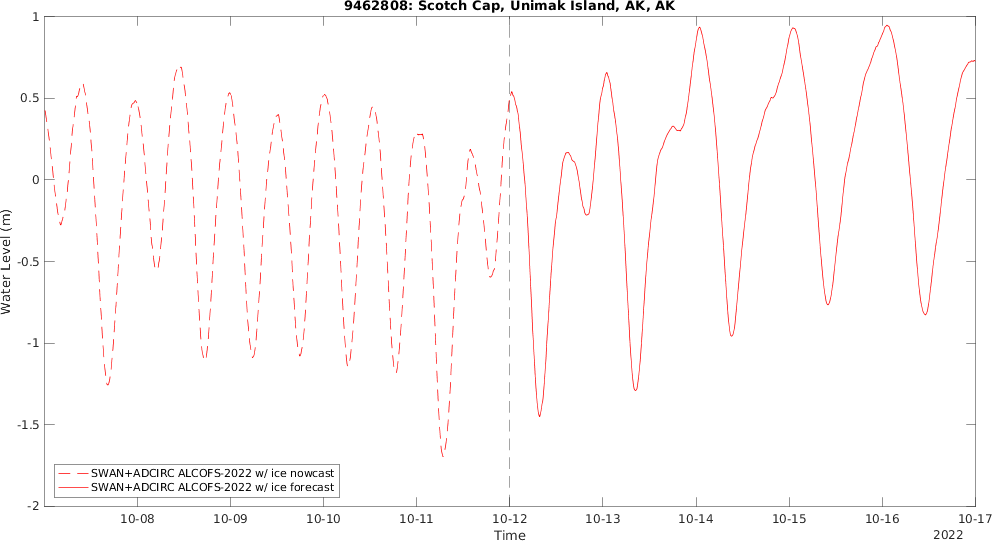 9462808: Scotch Cap, Unimak Island, AK, AK
1
0.5
0
-0.5
-1
-1.5
-2
Water Level (m)
SWAN+ADCIRC ALCOFS-2022 w/ ice nowcast
SWAN+ADCIRC ALCOFS-2022 w/ ice forecast
10-08 10-09 10-10 10-11 10-12 10-13 10-14 10-15 10-16 10-17
Time
2022